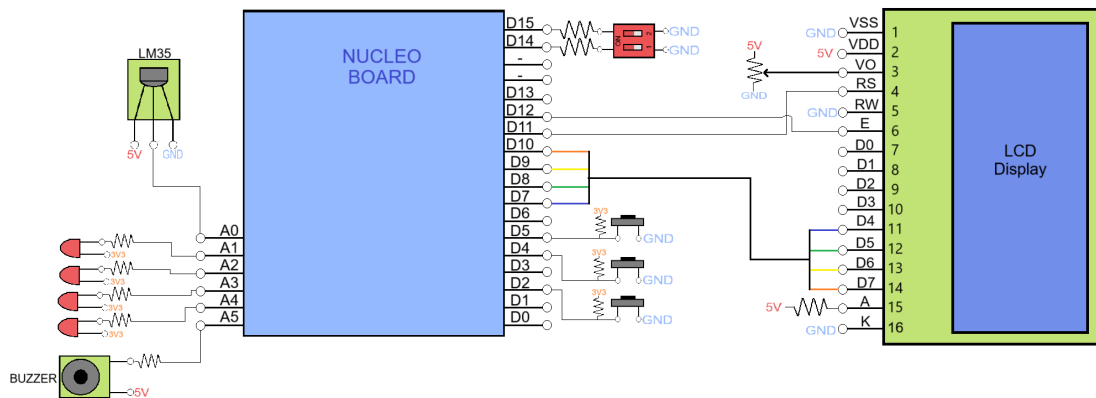 LM35
5V
GND
NUCLEO
BOARD
A0
A1
A2
A3
A4
A5
3V3
3V3
3V3
3V3
BUZZER
5V
D15
D14
-
-
D13
D12
D11
D10
D9
D8
D7
D6
D5
D4
D3
D2
D1
D0
ON
2
1
GND
GND
3V3
GND
3V3
GND
3V3
GND
5V
GND
GND
VSS
1
5V
VDD
2
VO
3
RS
4
GND
RW
5
E
6
D0
7
D1
8
D2
9
D3
10
D4
11
D5
12
D6
13
D7
14
5V
A
15
GND
K
16
LCD
Display